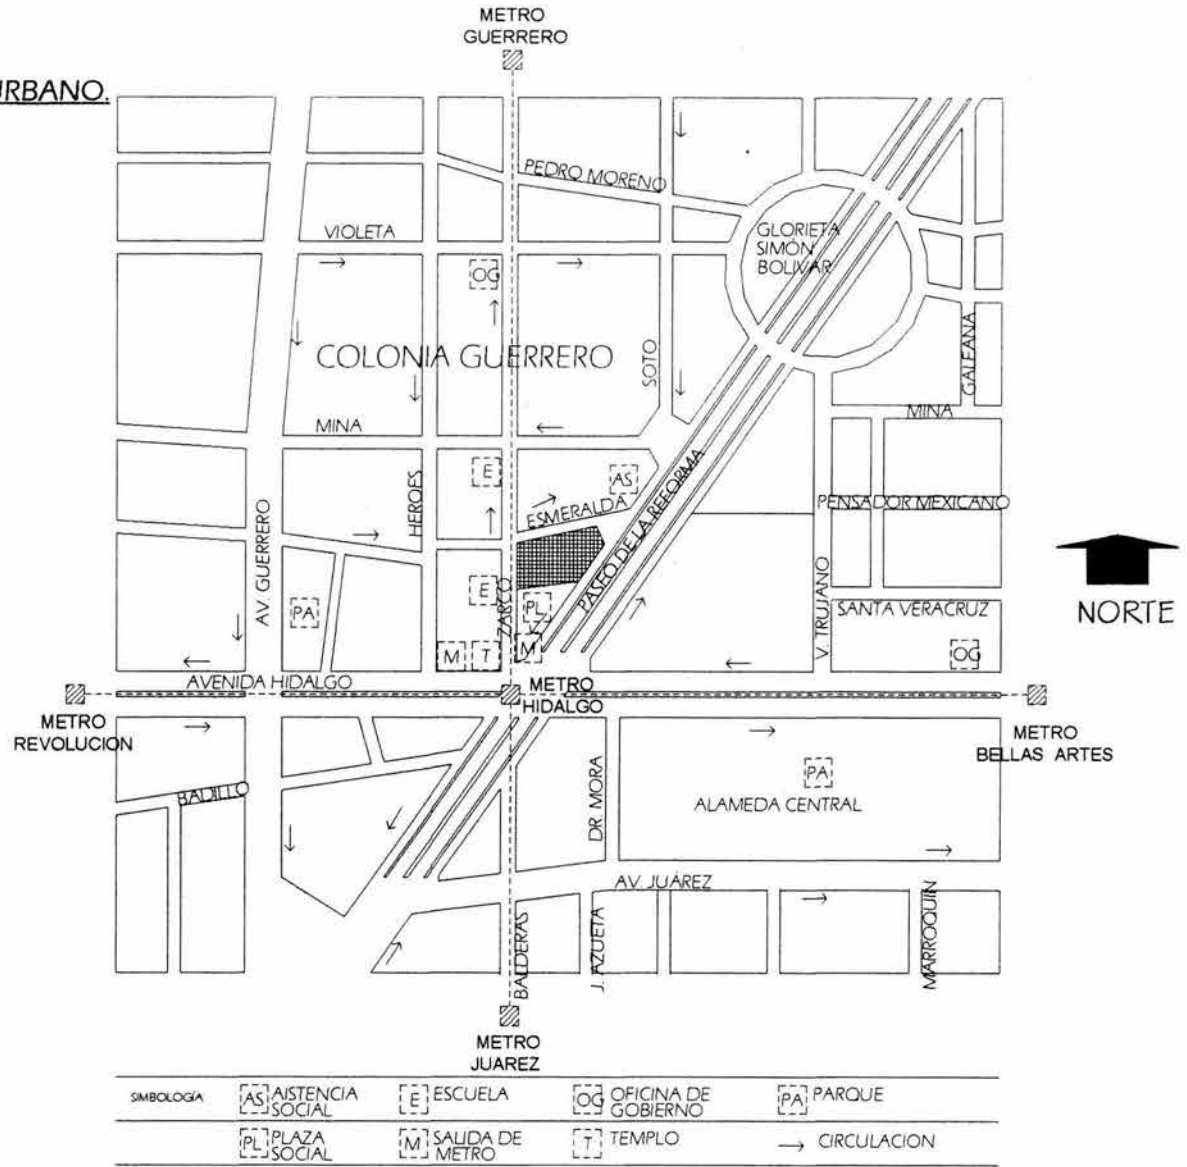 METRO
GUERRERO
URBANO.
PEDRO MORENO
VIOLETA
GLORIETA
SIMÓN
BOLIVAR
OG
COLONIA GUERRERO
SOTO
GALEANA
MINA
MINA
HEROES
E
AS
PASEO DE LA REFORMA
ESMERALDA
PENSADOR MEXICANO
AV. GUERRERO
ZARCO
E
PL
PA
V. TRUJANO
SANTA VERACRUZ
NORTE
M
T
M
OG
AVENIDA HIDALGO
METRO
HIDALGO
METRO
REVOLUCION
METRO
BELLAS ARTES
BADILLO
DR. MORA
PA
ALAMEDA CENTRAL
AV. JUÁREZ
BALDERAS
J. AZUETA
MARROQUIN
METRO
JUAREZ
SIMBOLOGÍA
AS AISTENCIA
SOCIAL
E ESCUELA
OG OFICINA DE
GOBIERNO
PA PARQUE
PL PLAZA
SOCIAL
M SALIDA DE
METRO
T TEMPLO
CIRCULACION